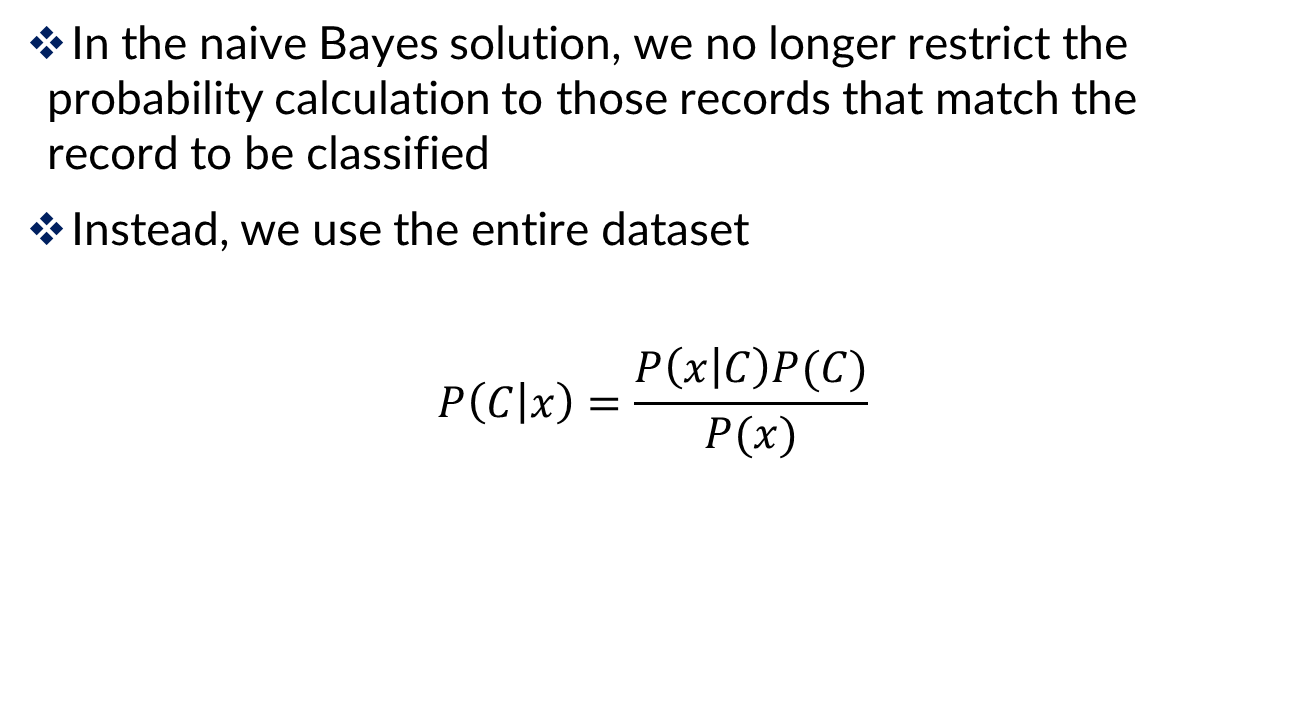 ❖ In the naive Bayes solution, we no longer restrict the
probability calculation to those records that match the
record to be classified
❖ Instead, we use the entire dataset
P(C|x) = P(x|C)P(C) / P(x)